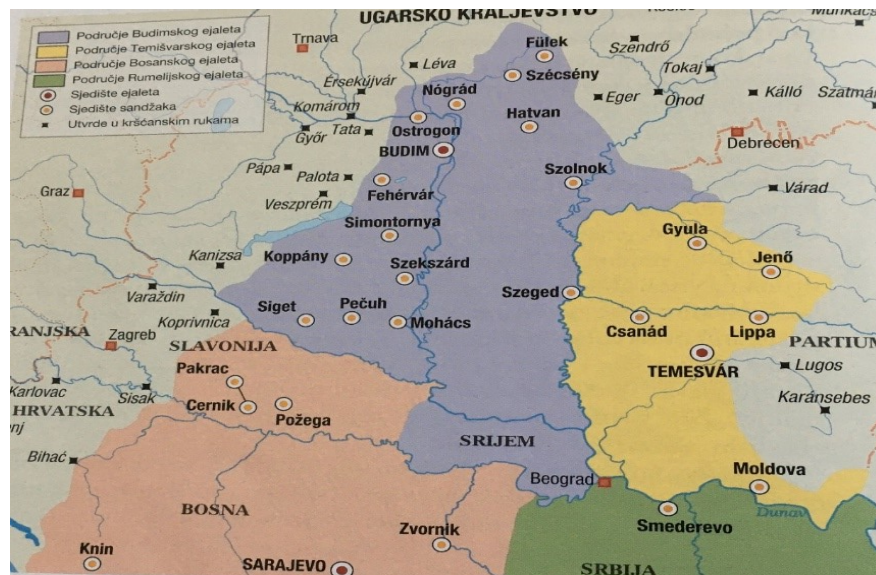 UGARSKO KRALJEVSTVO
Područje Budimskog ejaleta
Područje Temišvarskog ejaleta
Područje Bosanskog ejaleta
Područje Rumelijskog ejaleta
Sjedište ejaleta
Sjedište sandžaka
Utvrde u kršćanskim rukama
Trnava
Léva
Fülek
Szendrő
Szécsény
Tokaj
Érsekújvár
Nógrád
Eger
Onod
Kálló
Szatmár
Komárom
Hatvan
Győr
Tata
Ostrogon
BUDIM
Debrecen
Pápa
Palota
Szolnok
Graz
Veszprém
Fehérvár
Várad
Simontornya
Gyula
Kanizsa
Koppány
Szekszárd
Jenő
Varaždin
Siget
Pečuh
Szeged
Koprivnica
Mohács
Csanád
Lippa
RANJSKA
Zagreb
SLAVONIJA
PARTIUM
Pakrac
TEMESVÁR
Lugos
Karlovac
Sisak
Cernik
Karánsebes
HRVATSKA
Požega
SRIJEM
Bihać
Beograd
Moldova
BOSNA
Smederevo
Dunav
Zvornik
Knin
SARAJEVO
SRBIJA